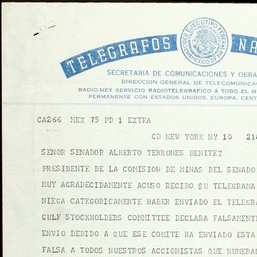 TELEGRAFOS NA
SECRETARIA DE COMUNICACIONES Y OBRA
DIRECCION GENERAL DE TELECOMUNICA
RADIO-MEX SERVICIO RADIOTELEGRAFICO A TODO EL M
PERMANENTE CON ESTADOS UNIDOS, EUROPA, CENT
CA266 MEX 75 PD 1 EXTRA
CD NEW YORK NY 10 214
SENOR SENADOR ALBERTO TERRONES BENITEZ
PRESIDENTE DE LA COMISION DE MINAS DEL SENADO
MUY AGRADECIDAMENTE ACUSO RECIBO SU TELEGRAMA
NIEGA CATEGORICAMENTE HABER ENVIADO EL TELEGRA
GULF STOCKHOLDERS COMMITTEE DECLARA FALSAMENT
ENVIO DEBIDO A QUE ESE COMITE HA ENVIADO ESTA
FALSA A TODOS NUESTROS ACCIONISTAS QUE NUMERA